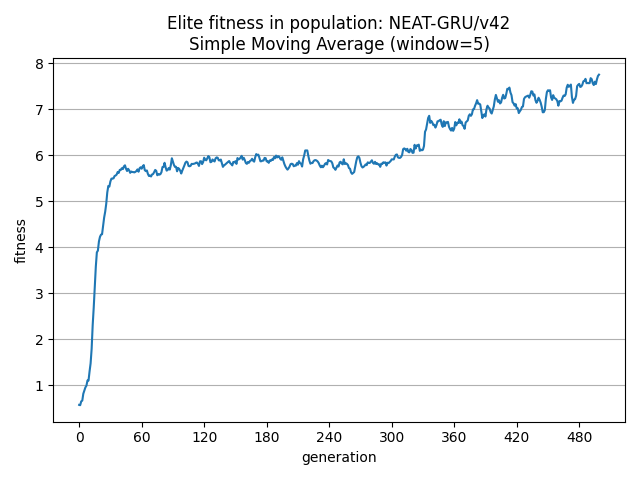 Elite fitness in population: NEAT-GRU/v42
Simple Moving Average (window=5)
8
7
6
5
4
3
2
1
fitness
0 60 120 180 240 300 360 420 480
generation